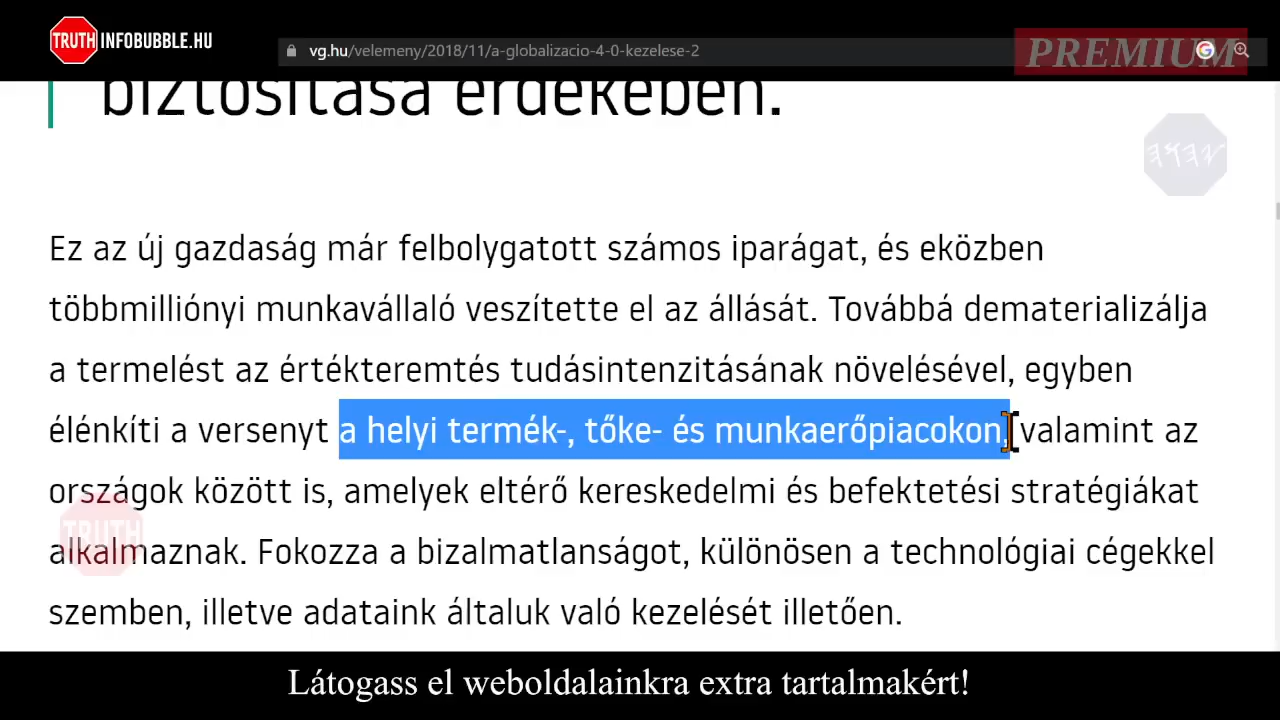 TRUTH INFOBUBBLE.HU
vg.hu/velemeny/2018/11/a-globalizacio-4-0-kezelese-2
PREMIUM
biztosítása érdekében.
Ez az új gazdaság már felbolygatott számos iparágat, és eközben
többmilliónyi munkavállaló veszítette el az állását. Továbbá dematerializálja
a termelést az értékteremtés tudásintenzitásának növelésével, egyben
élénkíti a versenyt a helyi termék-, tőke- és munkaerőpiacokon, valamint az
országok között is, amelyek eltérő kereskedelmi és befektetési stratégiákat
TRUTH
alkalmaznak. Fokozza a bizalmatlanságot, különösen a technológiai cégekkel
szemben, illetve adataink általuk való kezelését illetően.
Látogass el weboldalainkra extra tartalmakért!